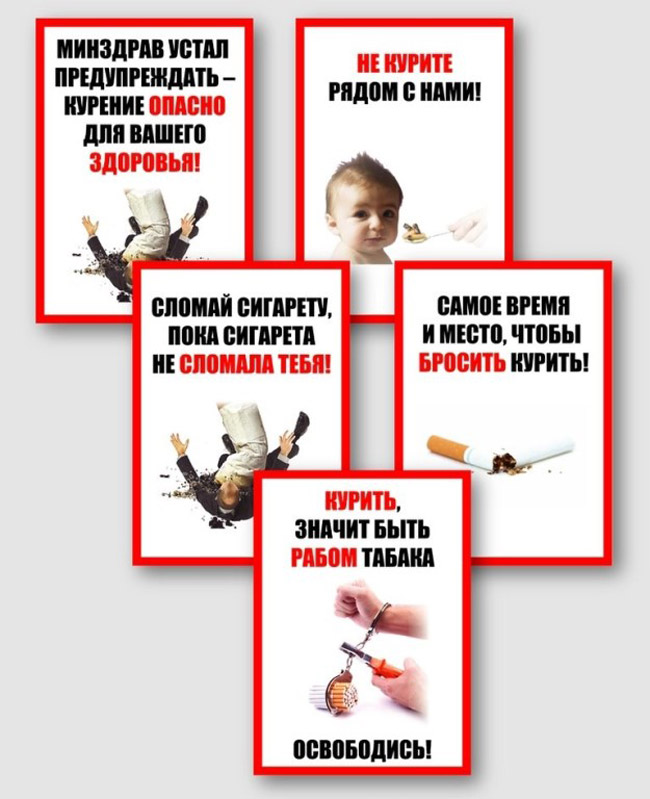 МИНЗДРАВ УСТАЛ
ПРЕДУПРЕЖДАТЬ –
КУРЕНИЕ ОПАСНО
ДЛЯ ВАШЕГО
ЗДОРОВЬЯ!
НЕ КУРИТЕ
РЯДОМ С НАМИ!
СЛОМАЙ СИГАРЕТУ,
ПОКА СИГАРЕТА
НЕ СЛОМАЛА ТЕБЯ!
САМОЕ ВРЕМЯ
И МЕСТО, ЧТОБЫ
БРОСИТЬ КУРИТЬ!
КУРИТЬ,
ЗНАЧИТ БЫТЬ
РАБОМ ТАБАКА
ОСВОБОДИСЬ!